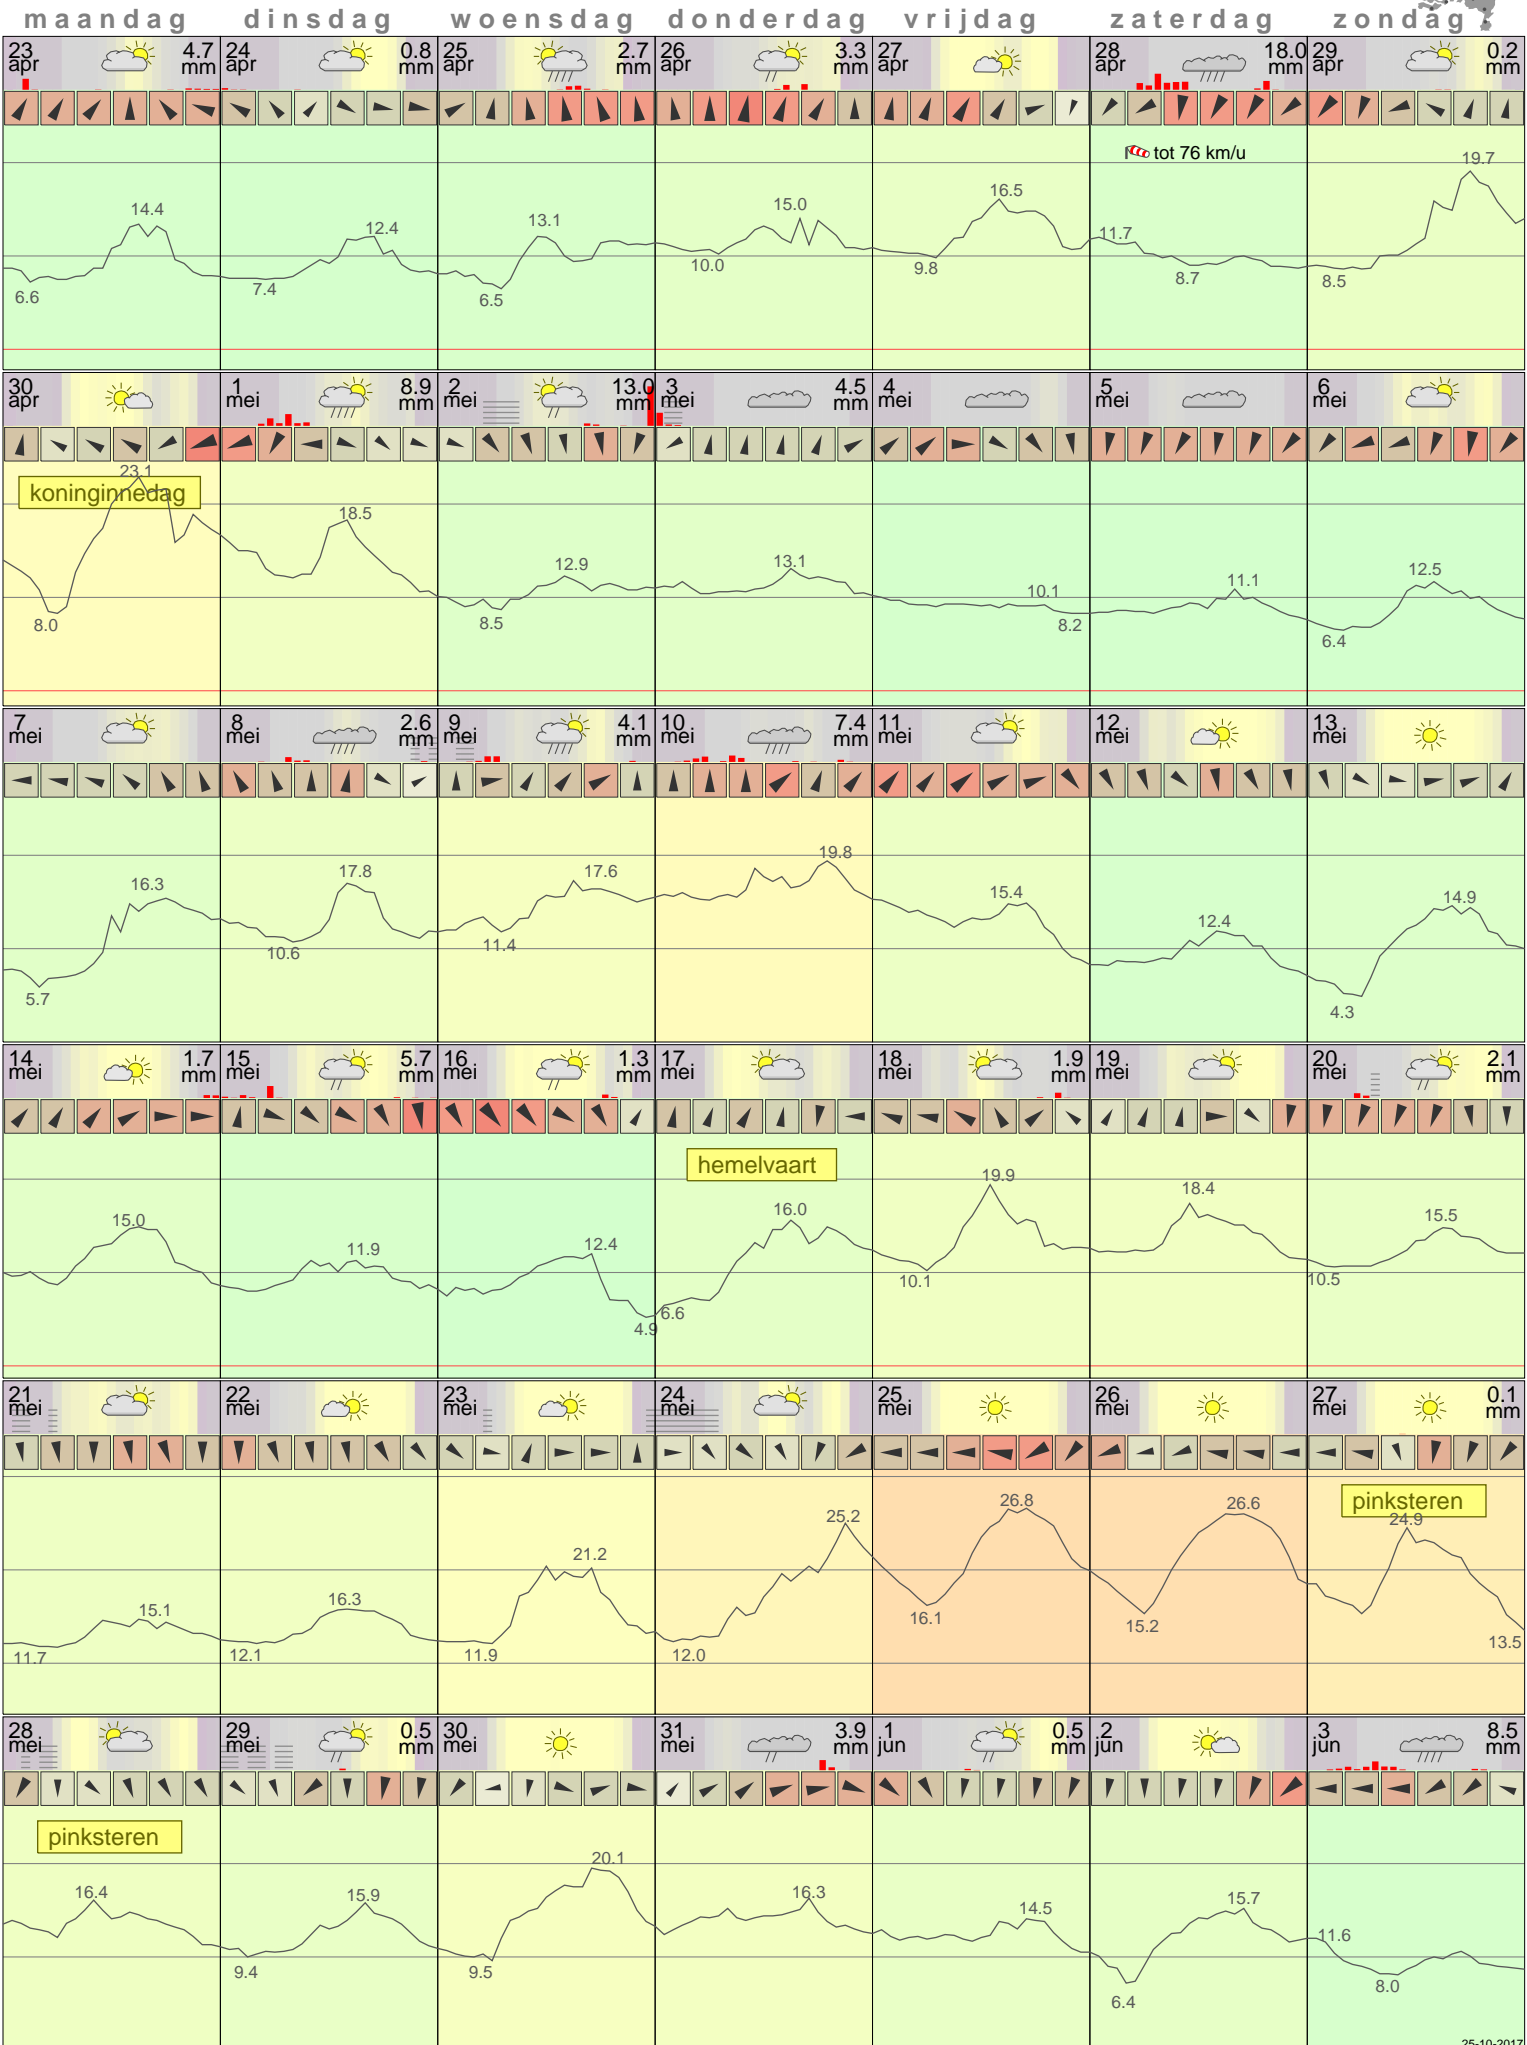 maandag dinsdag woensdag donderdag vrijdag zaterdag zondag
23 apr 4.7 mm 24 apr 0.8 mm 25 apr 2.7 mm 26 apr 3.3 mm 27 apr 28 apr 18.0 mm 29 apr 0.2 mm
tot 76 km/u
14.4 12.4 13.1 15.0 16.5 11.7 19.7
6.6 7.4 6.5 10.0 9.8 8.7 8.5
30 apr 1 mei 8.9 mm 2 mei 13.0 3 mei 4.5 mm 4 mei 5 mei 6 mei
koninginnedag
23.1 18.5 12.9 13.1 10.1 11.1 12.5
8.0 8.5 8.2 6.4
7 mei 8 mei 2.6 mm 9 mei 4.1 mm 10 mei 7.4 mm 11 mei 12 mei 13 mei
16.3 17.8 17.6 19.8 15.4 12.4 14.9
5.7 10.6 11.4 4.3
14 mei 1.7 mm 15 mei 5.7 mm 16 mei 1.3 mm 17 mei 18 mei 1.9 mm 19 mei 20 mei 2.1 mm
hemelvaart
15.0 11.9 12.4 16.0 19.9 18.4 15.5
4.9 6.6 10.1 10.5
21 mei 22 mei 23 mei 24 mei 25 mei 26 mei 27 mei 0.1 mm
pinksteren
15.1 16.3 21.2 25.2 26.8 26.6 24.9
11.7 12.1 11.9 12.0 16.1 15.2 13.5
28 mei 29 mei 0.5 mm 30 mei 31 mei 3.9 mm 1 jun 0.5 mm 2 jun 3 jun 8.5 mm
pinksteren
16.4 15.9 20.1 16.3 14.5 15.7 11.6
9.4 9.5 6.4 8.0
25-10-2017